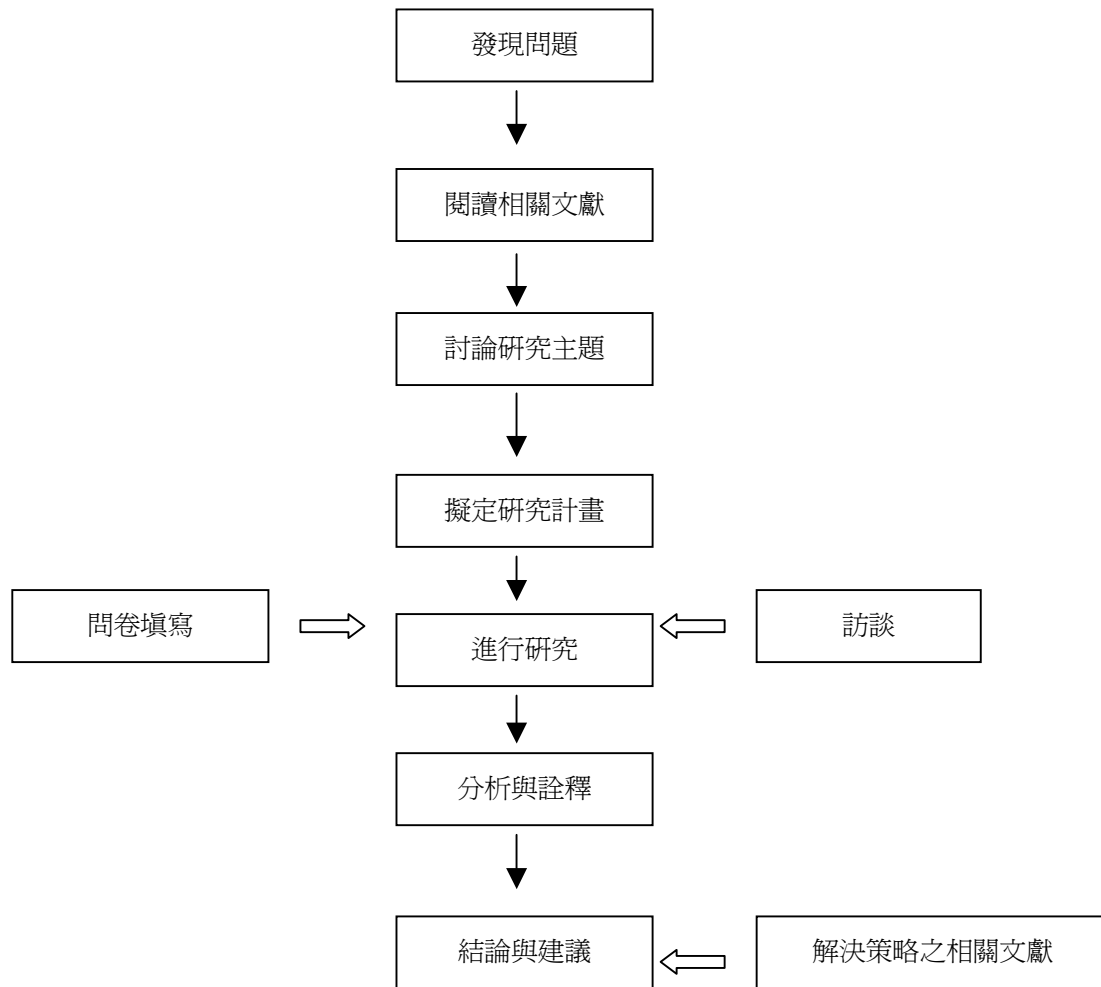 發現問題
閱讀相關文獻
討論研究主題
擬定研究計畫
問卷填寫
進行研究
訪談
分析與詮釋
結論與建議
解決策略之相關文獻